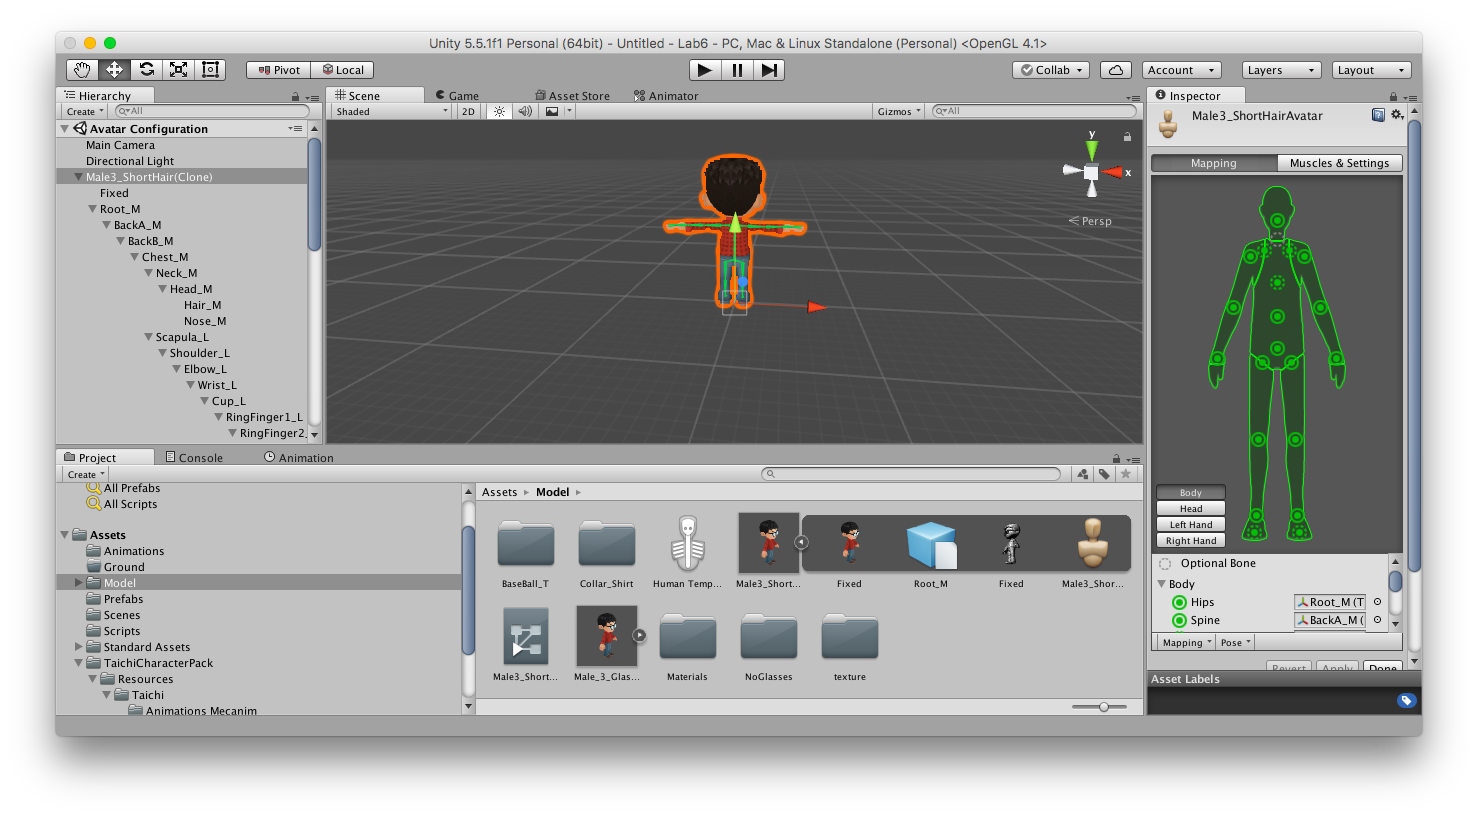 Unity 5.5.1f1 Personal (64bit) - Untitled - Lab6 - PC, Mac & Linux Standalone (Personal) <OpenGL 4.1>
Pivot Local Collab Account Layers Layout
Hierarchy
Create All
Avatar Configuration
Main Camera
Directional Light
Male3_ShortHair(Clone)
Fixed
Root_M
BackA_M
BackB_M
Chest_M
Neck_M
Head_M
Hair_M
Nose_M
Scapula_L
Shoulder_L
Elbow_L
Wrist_L
Cup_L
RingFinger1_L
RingFinger2_
Scene Game Asset Store Animator
Shaded 2D Gizmos All
y
x
Persp
Inspector
Male3_ShortHairAvatar
Mapping Muscles & Settings
Body
Head
Left Hand
Right Hand
Optional Bone
Body
Hips Root_M (T
Spine BackA_M (
Mapping Pose
Revert Apply Done
Asset Labels
Project Console Animation
Create
All Prefabs
All Scripts
Assets
Animations
Ground
Model
Prefabs
Scenes
Scripts
Standard Assets
TaichiCharacterPack
Resources
Taichi
Animations Mecanim
Assets Model
BaseBall_T Collar_Shirt Human Temp... Male3_Short... Fixed Root_M Fixed Male3_Shor...
Male3_Short... Male_3_Glas... Materials NoGlasses texture